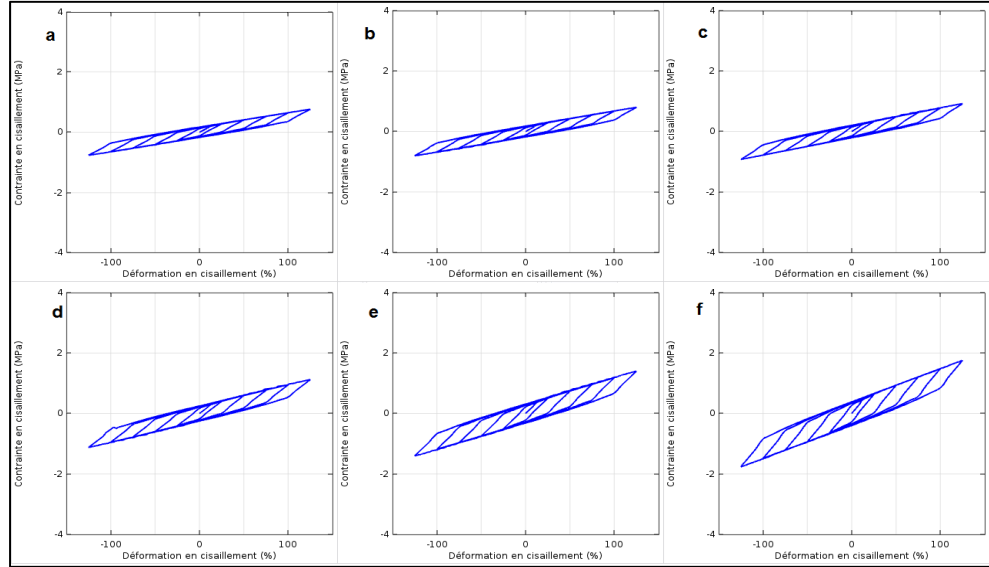 a
4
2
0
-2
-4
Contrainte en cisaillement (MPa)
-100 0 100
Déformation en cisaillement (%)
b
4
2
0
-2
-4
Contrainte en cisaillement (MPa)
-100 0 100
Déformation en cisaillement (%)
c
4
2
0
-2
-4
Contrainte en cisaillement (MPa)
-100 0 100
Déformation en cisaillement (%)
d
4
2
0
-2
-4
Contrainte en cisaillement (MPa)
-100 0 100
Déformation en cisaillement (%)
e
4
2
0
-2
-4
Contrainte en cisaillement (MPa)
-100 0 100
Déformation en cisaillement (%)
f
4
2
0
-2
-4
Contrainte en cisaillement (MPa)
-100 0 100
Déformation en cisaillement (%)